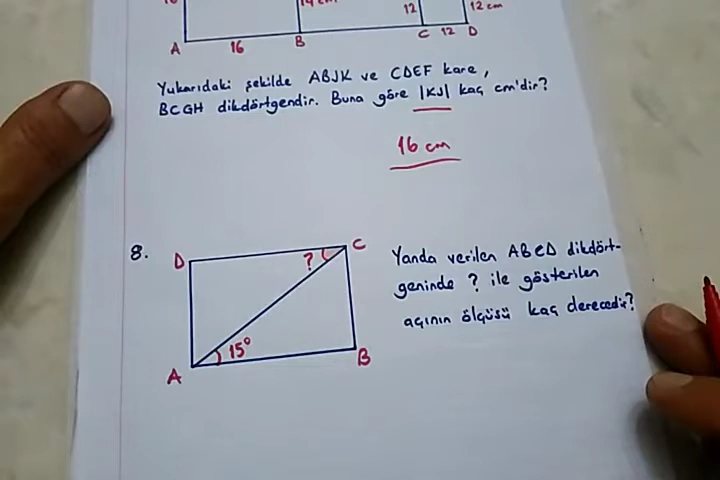 12
12 cm
A
16
B
C
12
D
Yukarıdaki şekilde ABJK ve CDEF kare,
BCGH dikdörtgendir. Buna göre |KJ| kaç cm'dir?
16 cm
8.
D
C
?
15°
A
B
Yanda verilen ABCD dikdört-
geninde ? ile gösterilen
açının ölçüsü kaç derecedir?